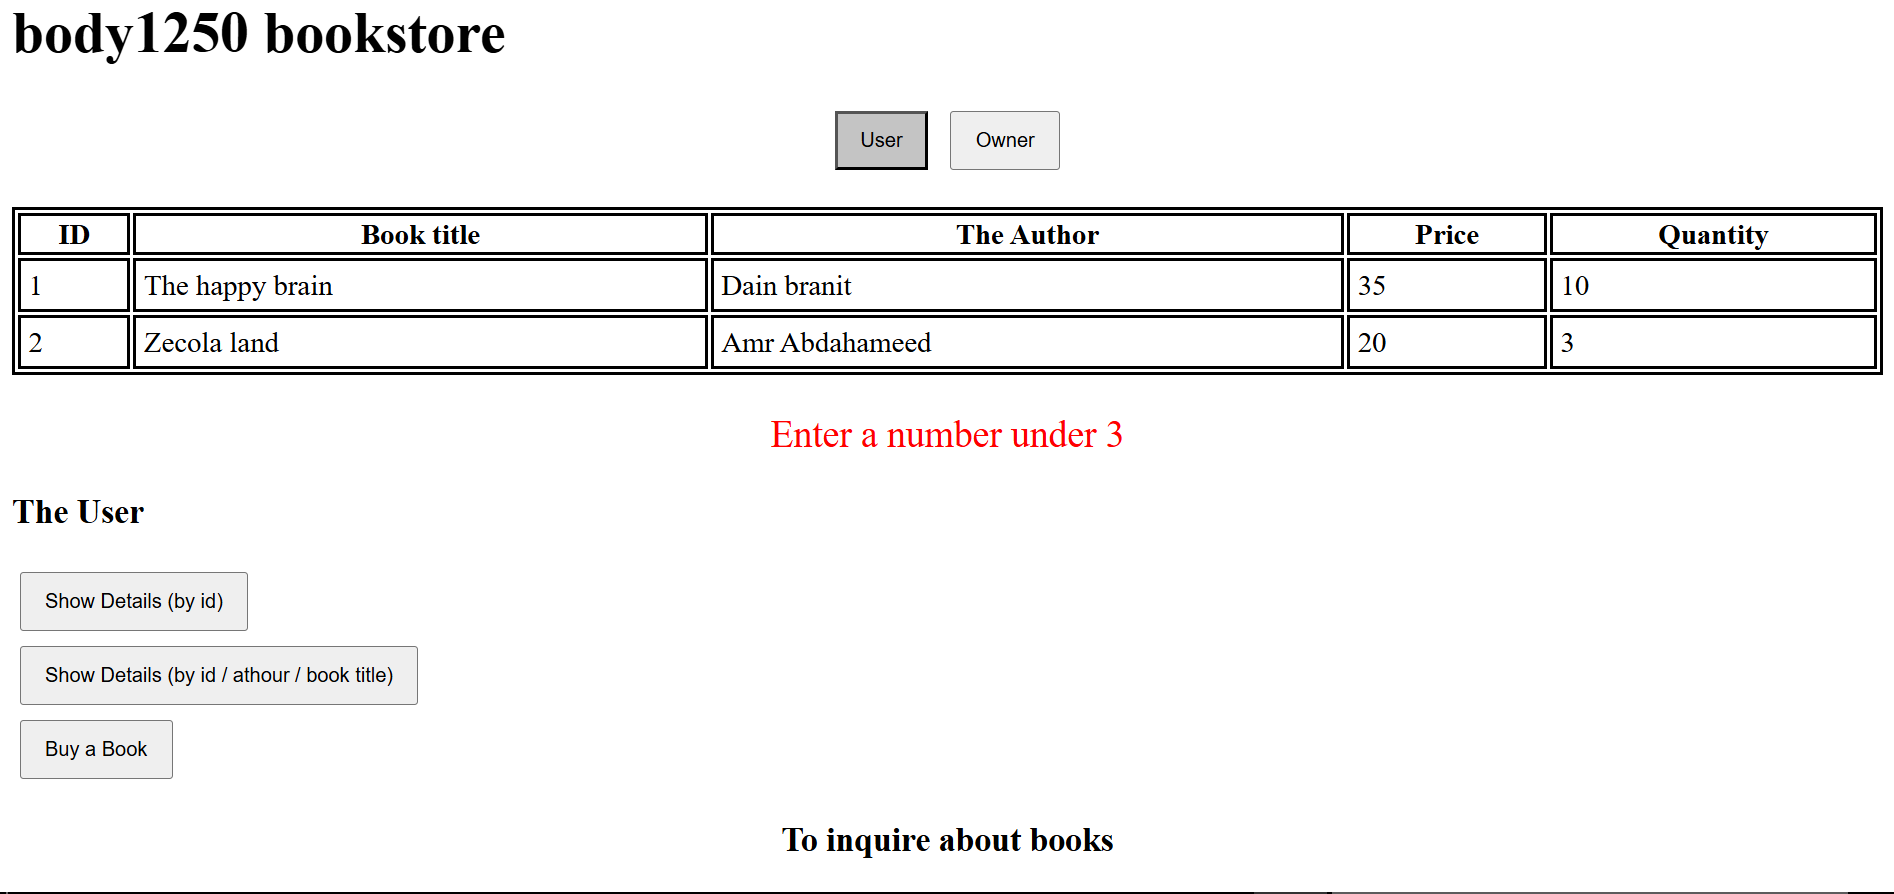 body1250 bookstore
User Owner
ID Book title The Author Price Quantity
1 The happy brain Dain branit 35 10
2 Zecola land Amr Abdahameed 20 3
Enter a number under 3
The User
Show Details (by id)
Show Details (by id / athour / book title)
Buy a Book
To inquire about books